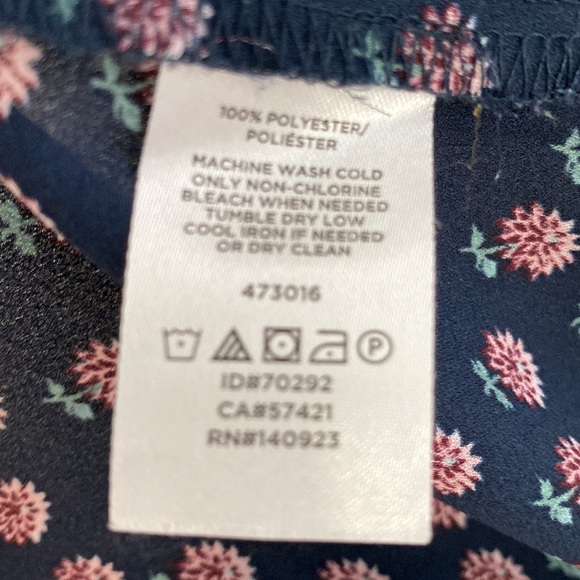 100% POLYESTER/
POLIÉSTER
MACHINE WASH COLD
ONLY NON-CHLORINE
BLEACH WHEN NEEDED
TUMBLE DRY LOW
COOL IRON IF NEEDED
OR DRY CLEAN
473016
P
ID#70292
CA#57421
RN#140923